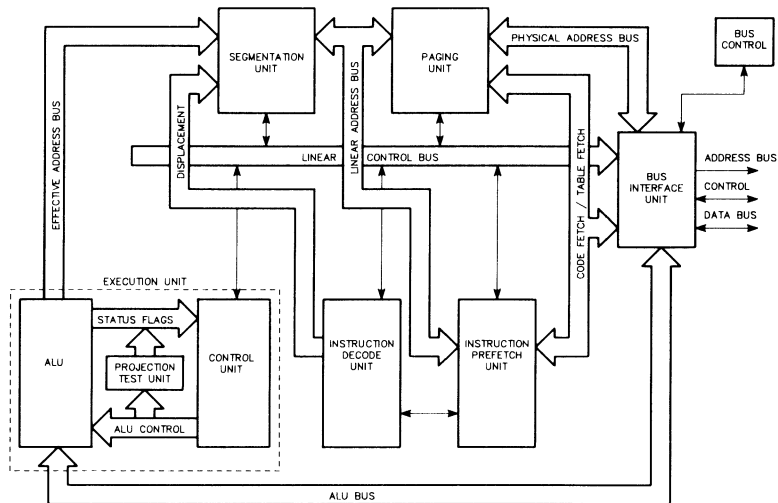 SEGMENTATION
UNIT
PAGING
UNIT
PHYSICAL ADDRESS BUS
BUS
CONTROL
EFFECTIVE ADDRESS BUS
DISPLACEMENT
LINEAR ADDRESS BUS
LINEAR CONTROL BUS
CODE FETCH / TABLE FETCH
BUS
INTERFACE
UNIT
ADDRESS BUS
CONTROL
DATA BUS
EXECUTION UNIT
ALU
STATUS FLAGS
PROJECTION
TEST UNIT
ALU CONTROL
CONTROL
UNIT
INSTRUCTION
DECODE
UNIT
INSTRUCTION
PREFETCH
UNIT
ALU BUS